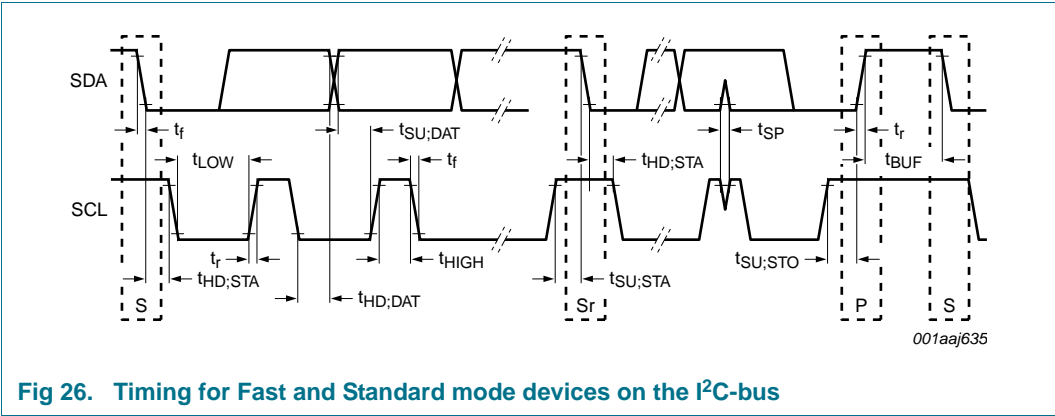 SDA
t_f
t_LOW
t_SU;DAT
t_f
t_HD;STA
t_SP
t_r
t_BUF
SCL
t_r
t_HD;STA
t_HD;DAT
t_HIGH
t_SU;STA
t_SU;STO
S
Sr
P
S
001aaj635
Fig 26. Timing for Fast and Standard mode devices on the I²C-bus